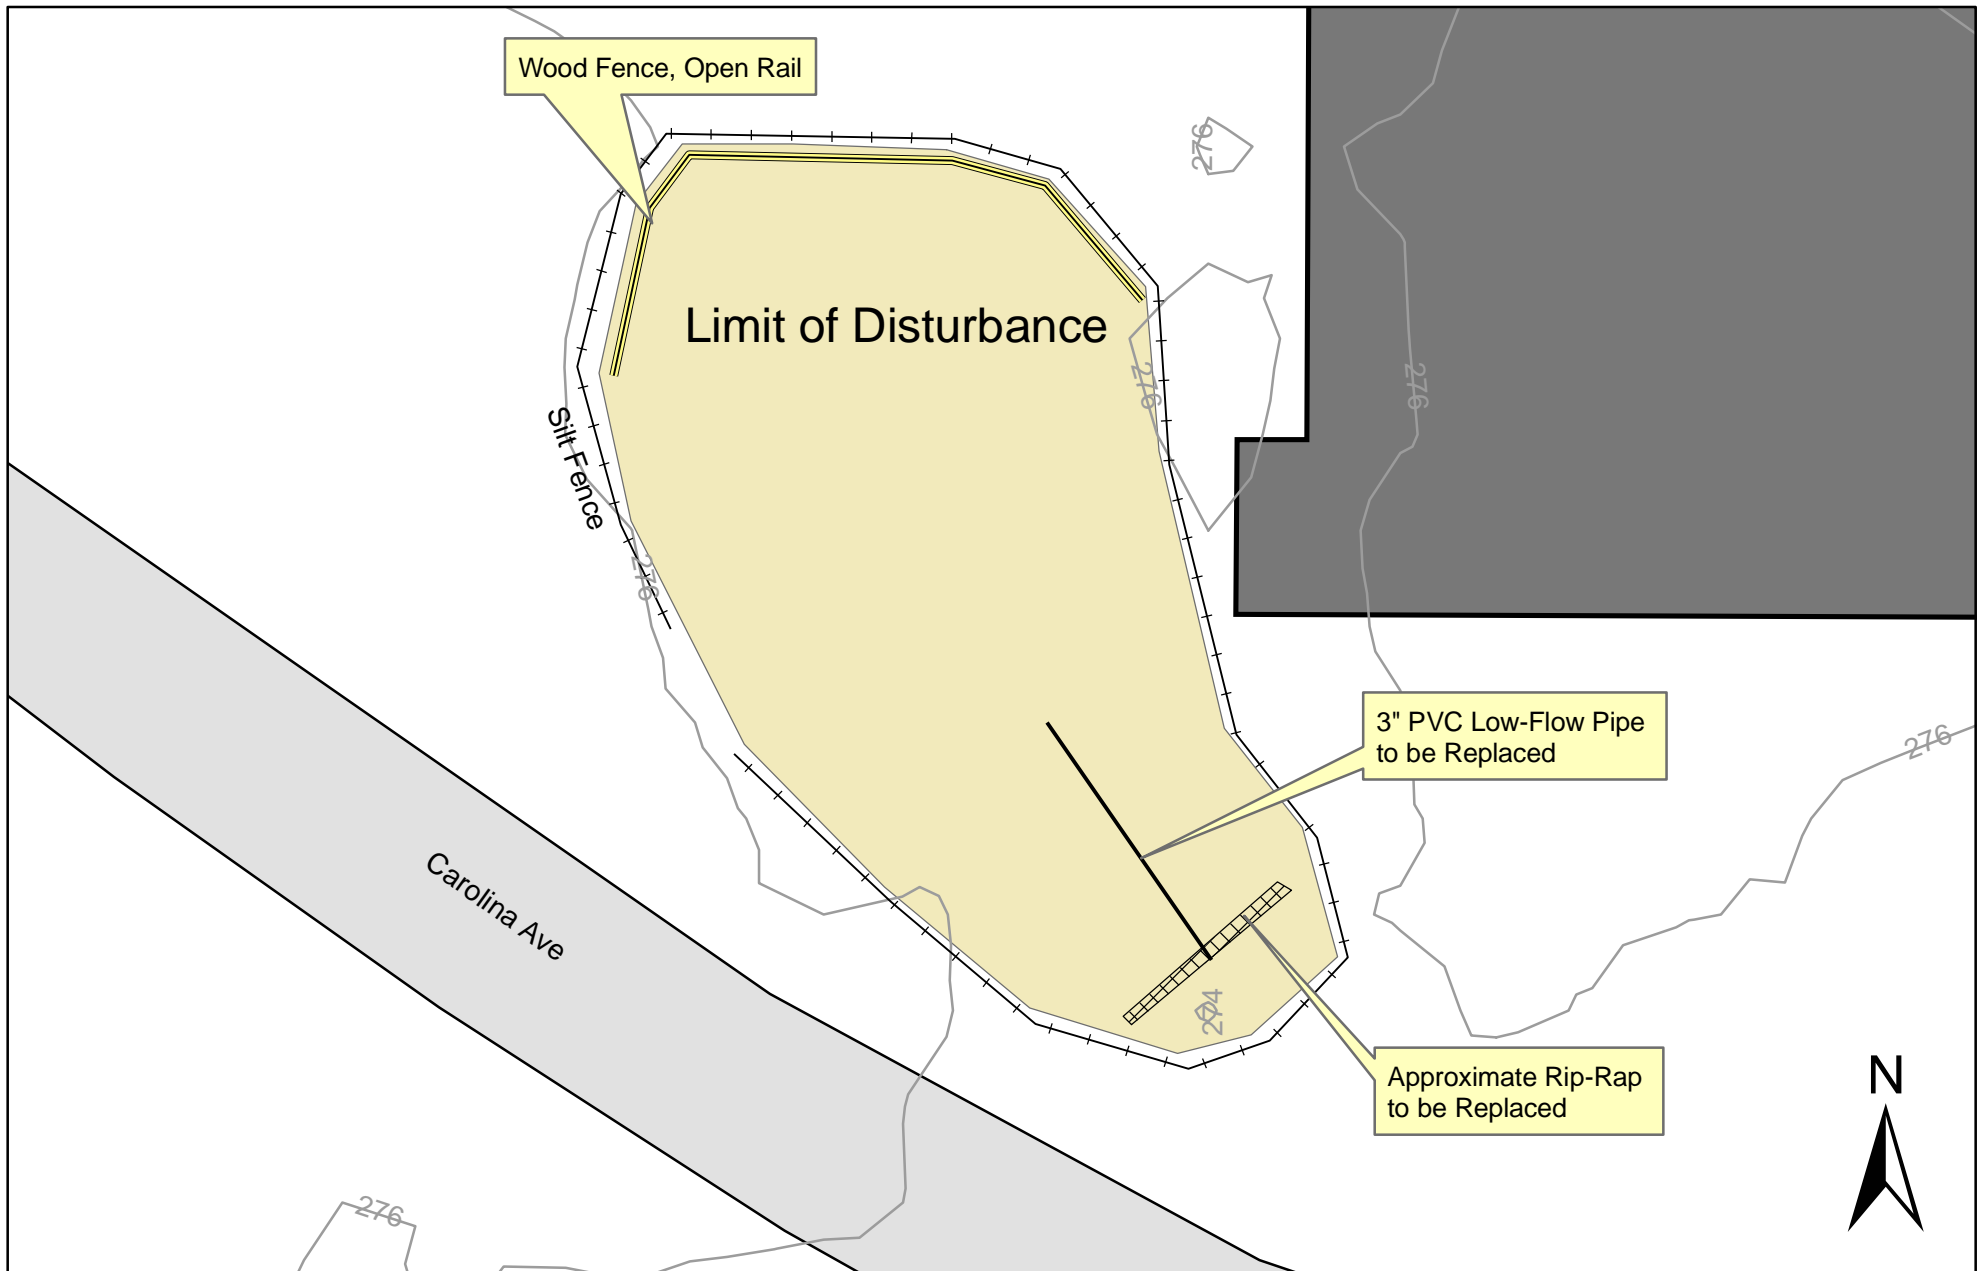 Wood Fence, Open Rail
276
Limit of Disturbance
276
276
Silt Fence
276
3" PVC Low-Flow Pipe
to be Replaced
276
Carolina Ave
274
Approximate Rip-Rap
to be Replaced
N
276